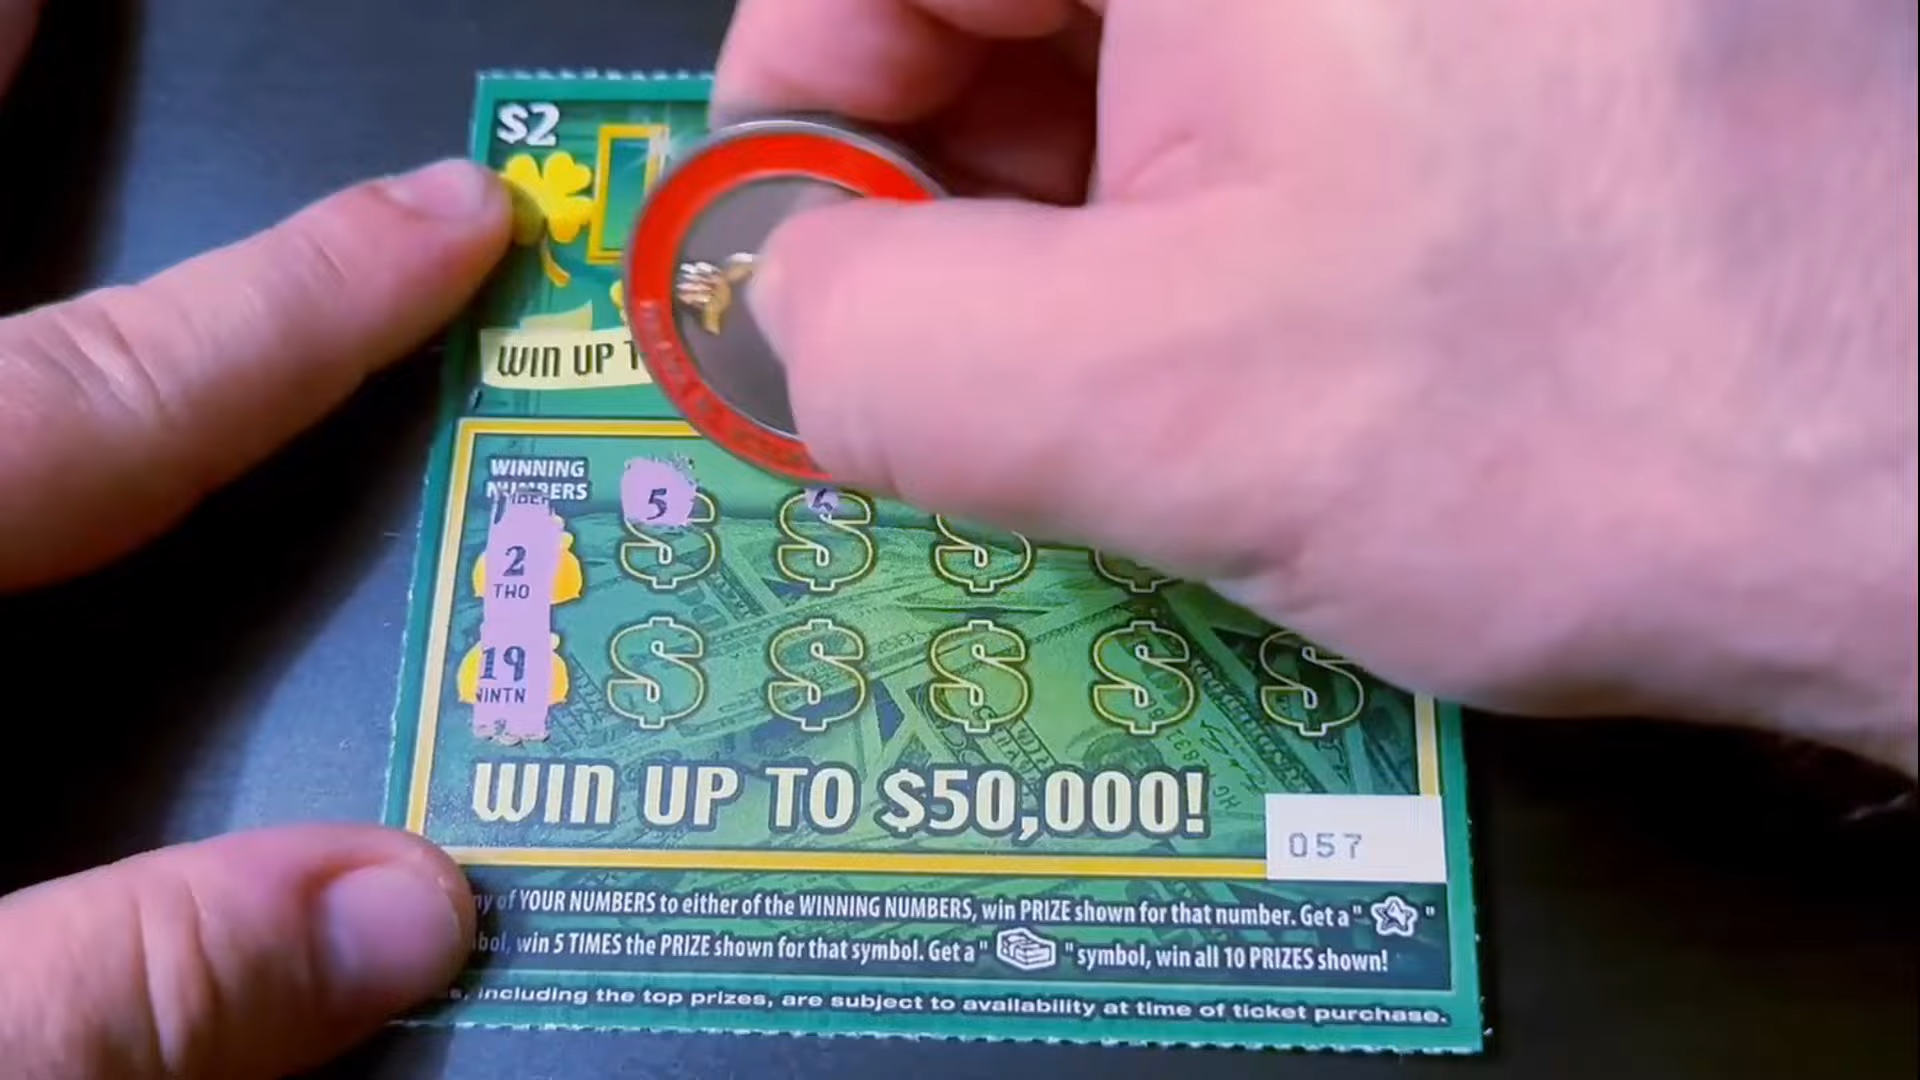 $2
WIN UP
WINNING
NUMBERS
5
2
TWO
19
NINTN
WIN UP TO $50,000!
057
of YOUR NUMBERS to either of the WINNING NUMBERS, win PRIZE shown for that number. Get a " "
win 5 TIMES the PRIZE shown for that symbol. Get a " " symbol, win all 10 PRIZES shown!
including the top prizes, are subject to availability at time of ticket purchase.